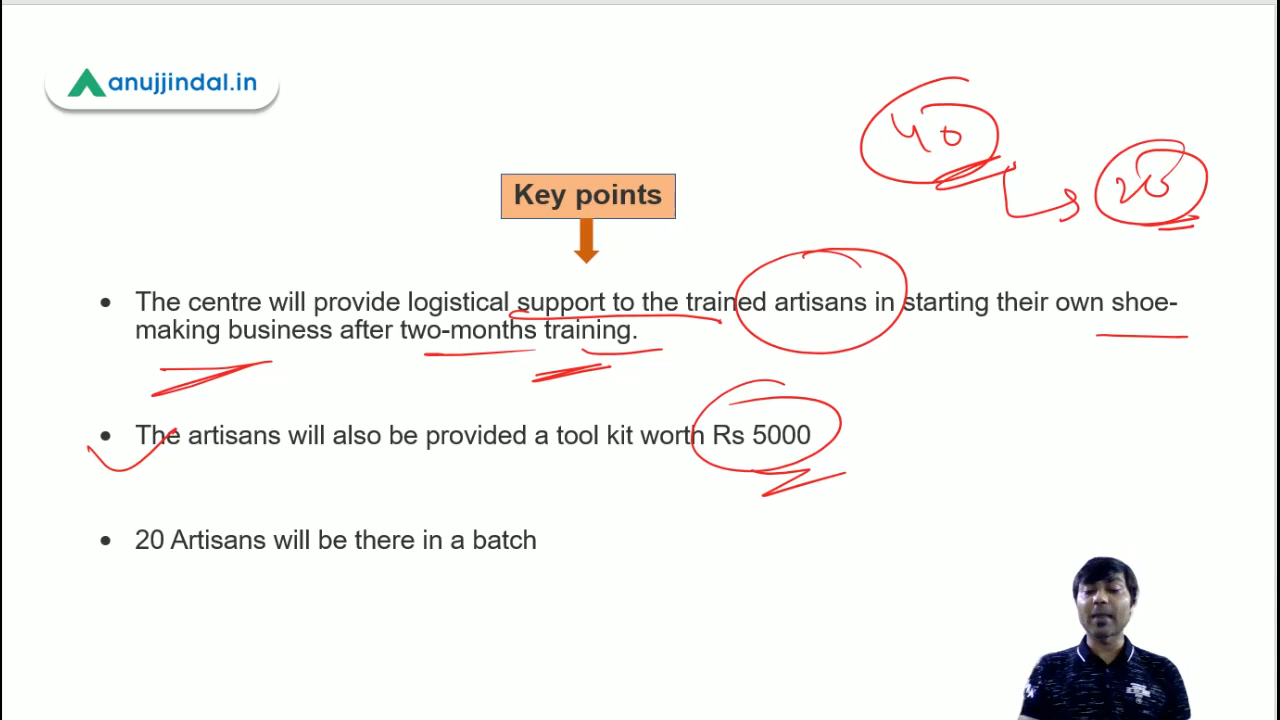 anujjindal.in
40
20
Key points
• The centre will provide logistical support to the trained artisans in starting their own shoe-
making business after two-months training.
• The artisans will also be provided a tool kit worth Rs 5000
• 20 Artisans will be there in a batch